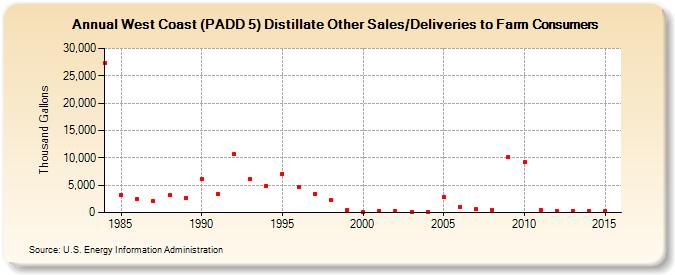 Annual West Coast (PADD 5) Distillate Other Sales/Deliveries to Farm Consumers
Thousand Gallons
30,000
25,000
20,000
15,000
10,000
5,000
0
1985 1990 1995 2000 2005 2010 2015
Source: U.S. Energy Information Administration